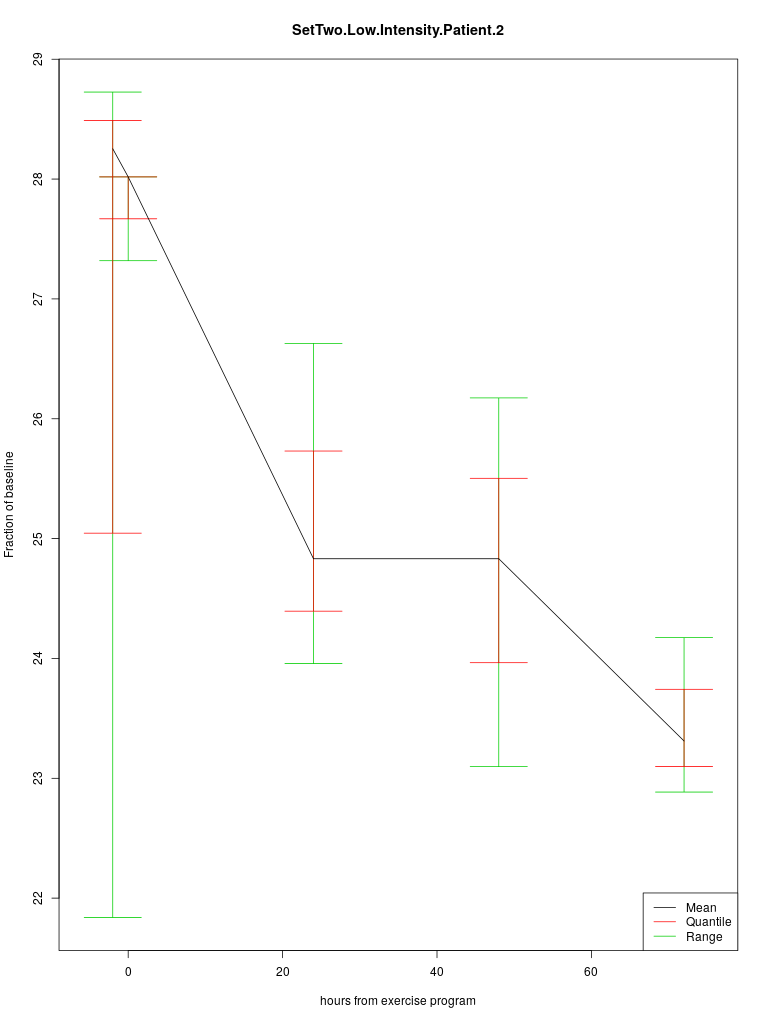 SetTwo.Low.Intensity.Patient.2
29
28
27
26
25
24
23
22
Fraction of baseline
0 20 40 60
hours from exercise program
Mean
Quantile
Range